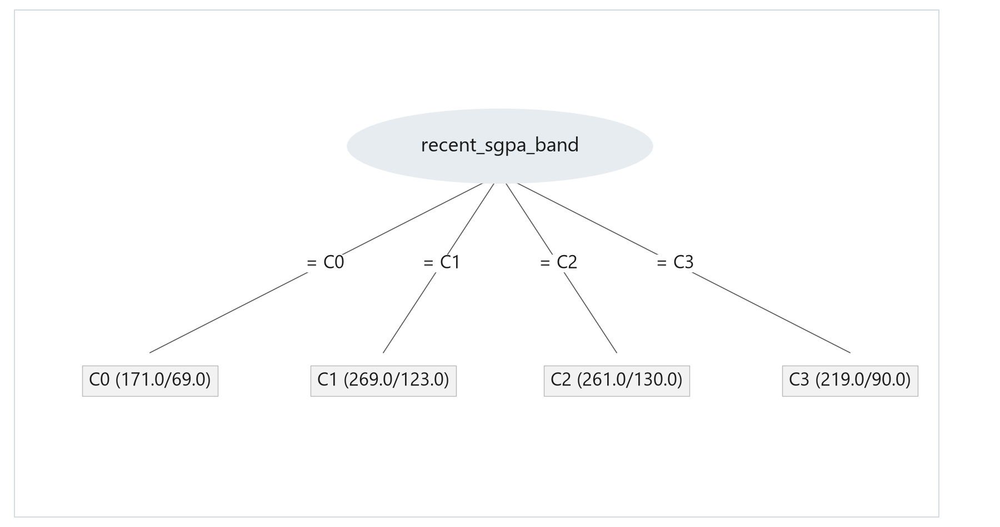 recent_sgpa_band
= C0 = C1 = C2 = C3
C0 (171.0/69.0) C1 (269.0/123.0) C2 (261.0/130.0) C3 (219.0/90.0)